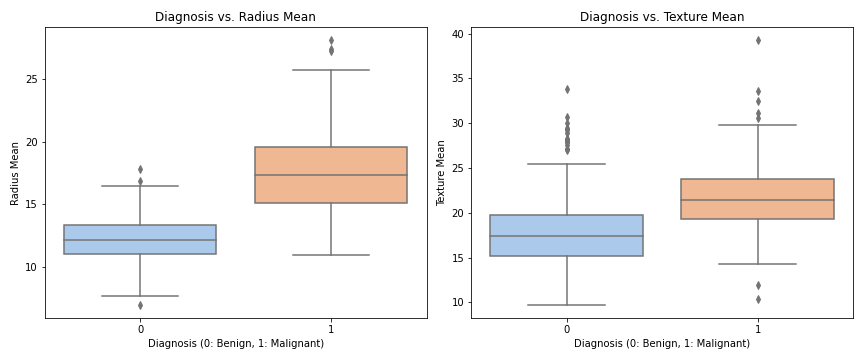 Diagnosis vs. Radius Mean
Radius Mean
25
20
15
10
0
1
Diagnosis (0: Benign, 1: Malignant)
Diagnosis vs. Texture Mean
Texture Mean
40
35
30
25
20
15
10
0
1
Diagnosis (0: Benign, 1: Malignant)